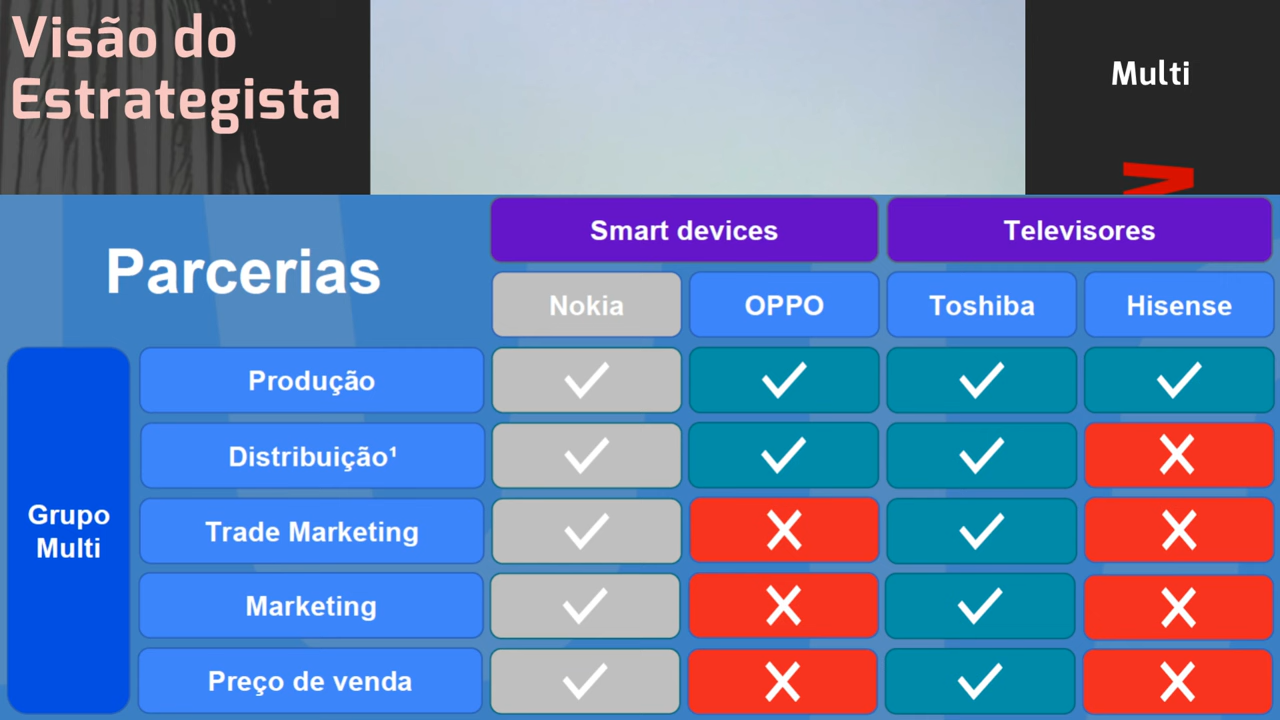 Visão do
Estrategista
Multi
Parcerias
Smart devices
Televisores
Nokia
OPPO
Toshiba
Hisense
Grupo
Multi
Produção
Distribuição¹
Trade Marketing
Marketing
Preço de venda